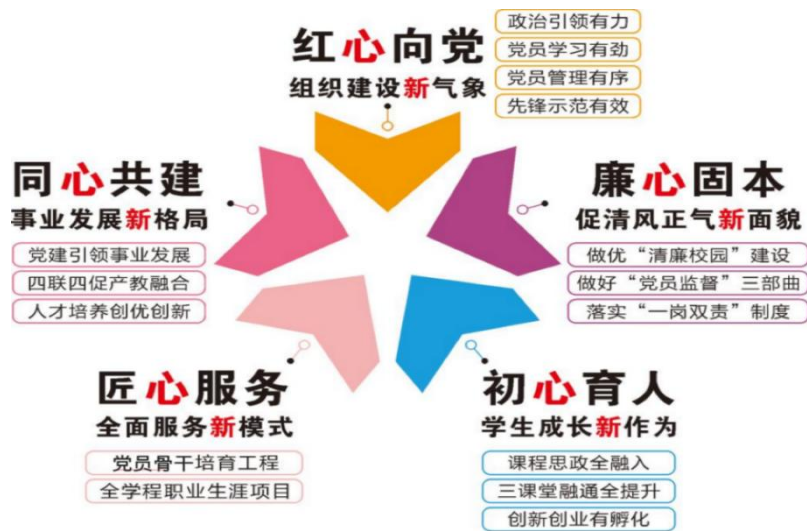 红心向党
组织建设新气象
政治引领有力
党员学习有劲
党员管理有序
先锋示范有效
同心共建
事业发展新格局
党建引领事业发展
四联四促产教融合
人才培养创优创新
廉心固本
促清风正气新面貌
做优“清廉校园”建设
做好“党员监督”三部曲
落实“一岗双责”制度
匠心服务
全面服务新模式
党员骨干培育工程
全学程职业生涯项目
初心育人
学生成长新作为
课程思政全融入
三课堂融通全提升
创新创业有孵化